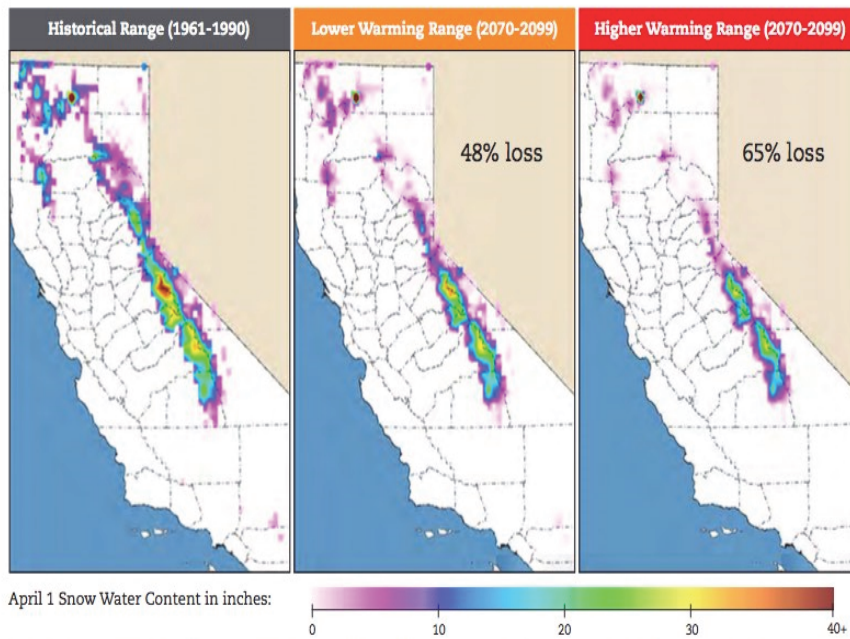 Historical Range (1961-1990)
Lower Warming Range (2070-2099)
Higher Warming Range (2070-2099)
48% loss
65% loss
April 1 Snow Water Content in inches:
0 10 20 30 40+